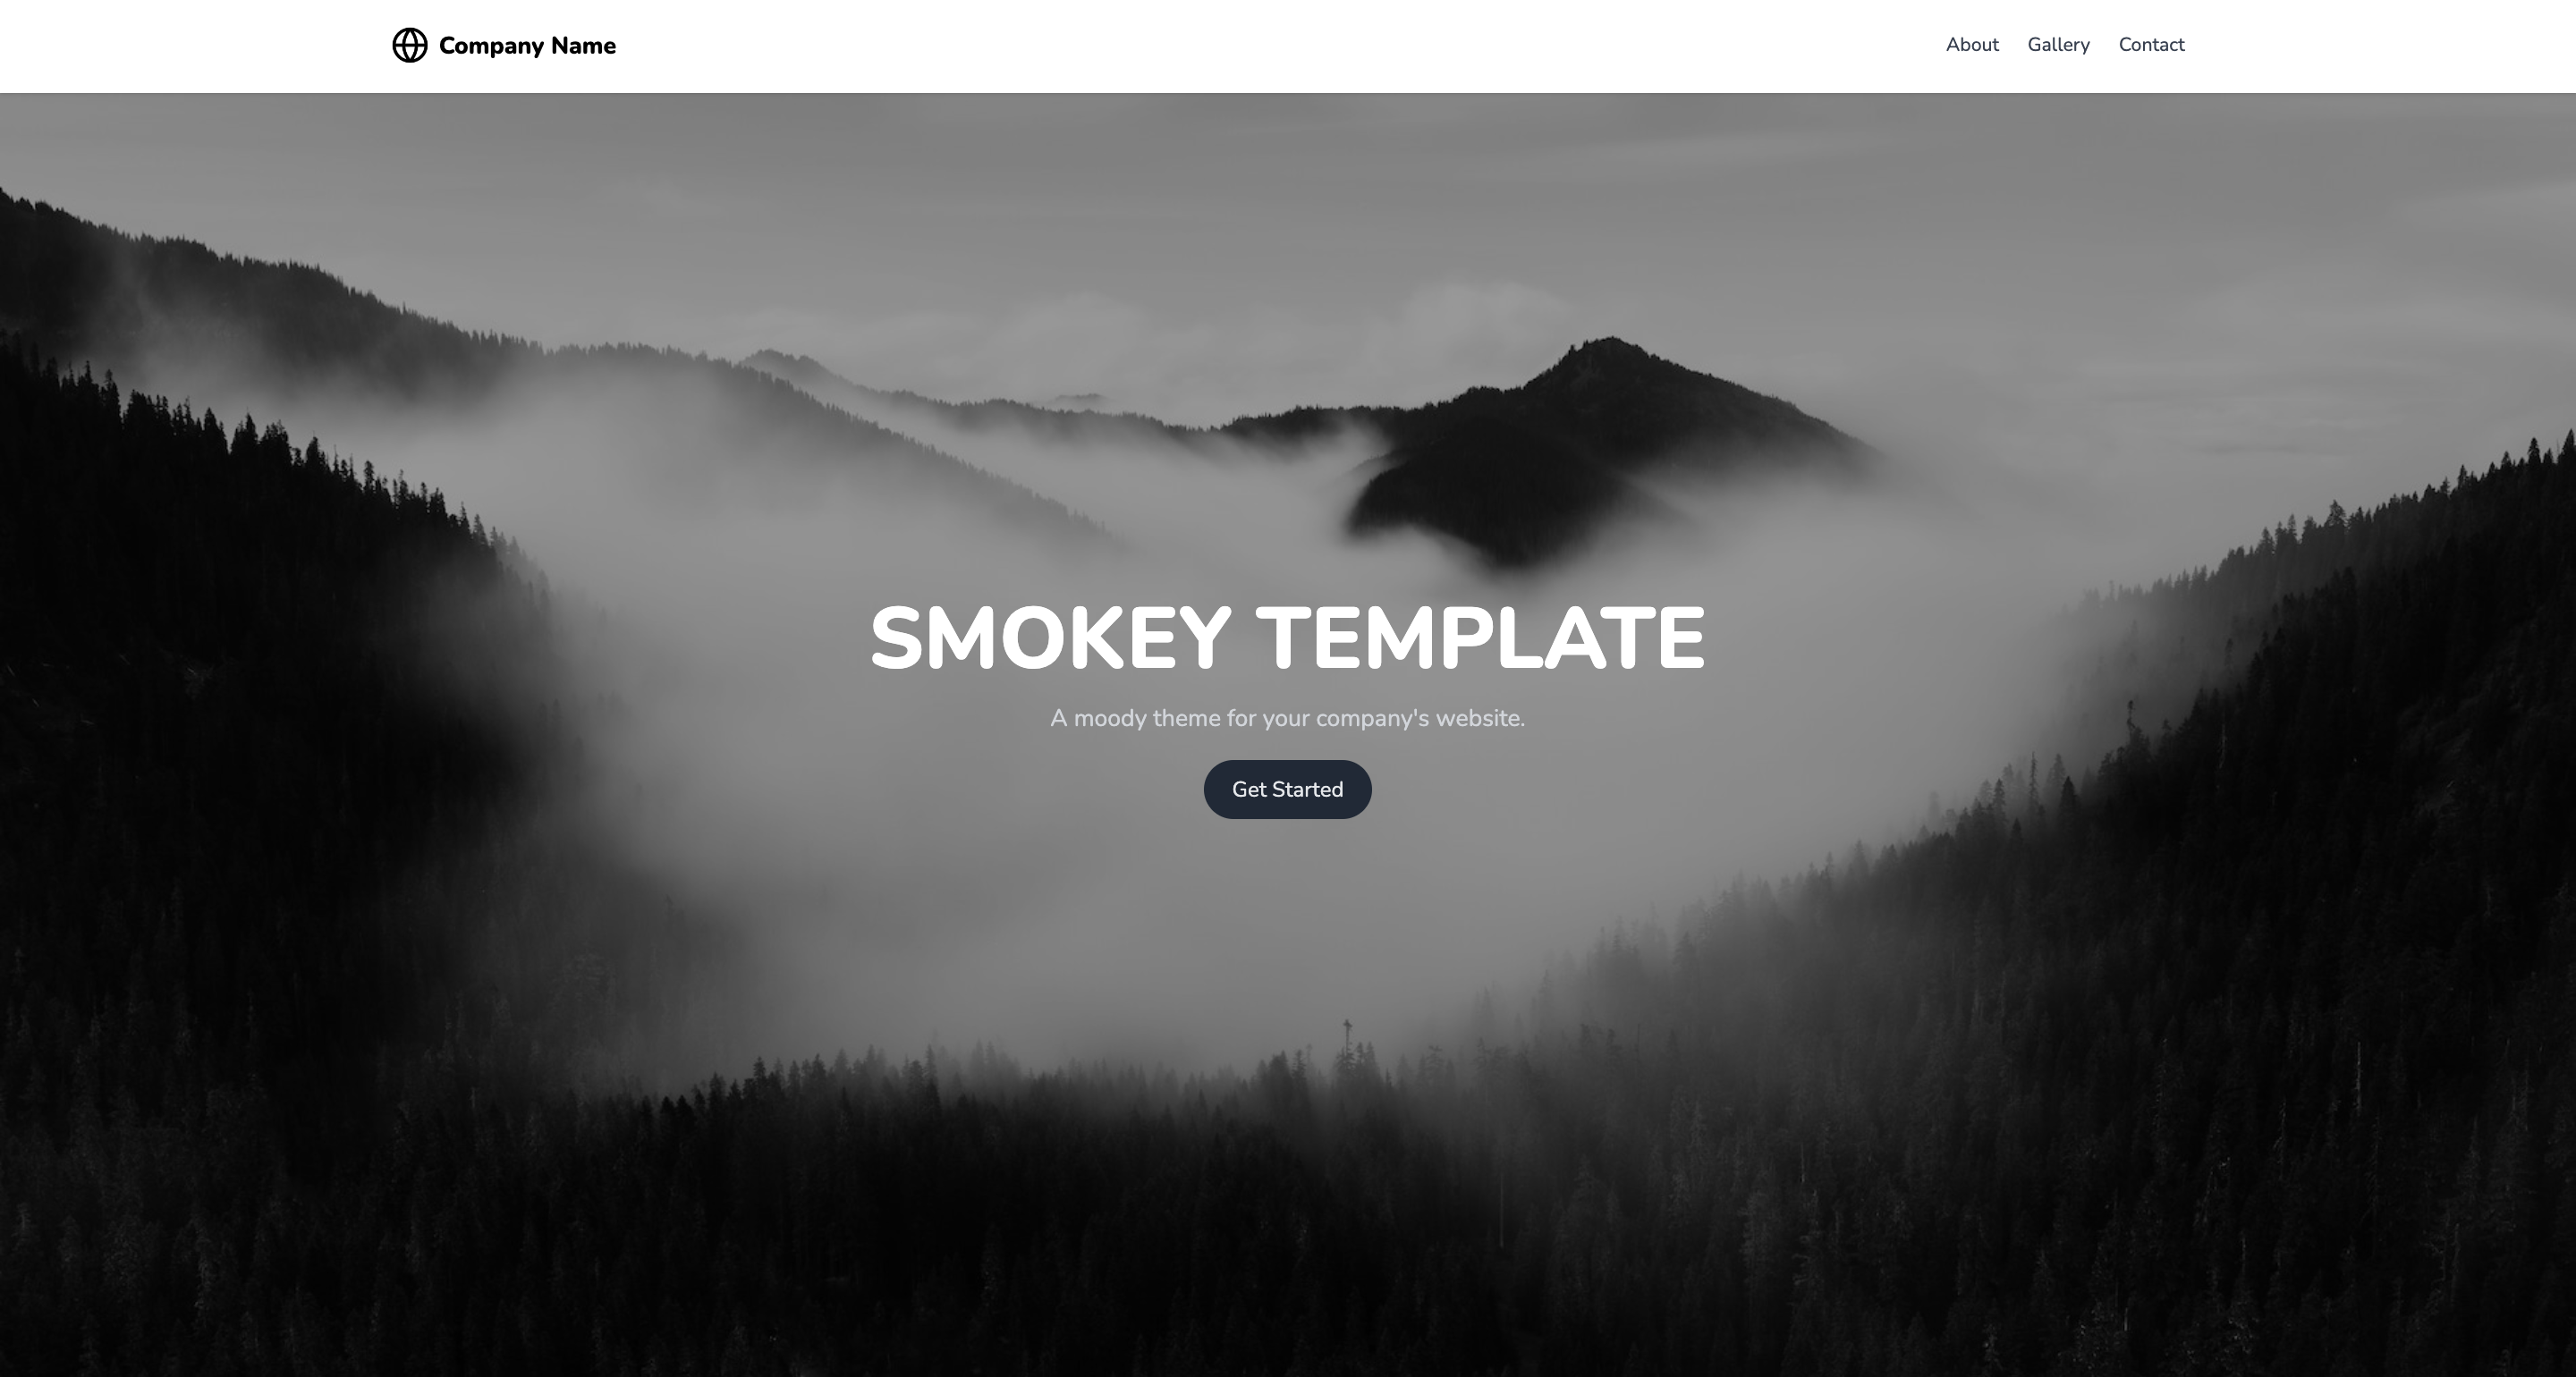 Company Name
About Gallery Contact
SMOKEY TEMPLATE
A moody theme for your company's website.
Get Started